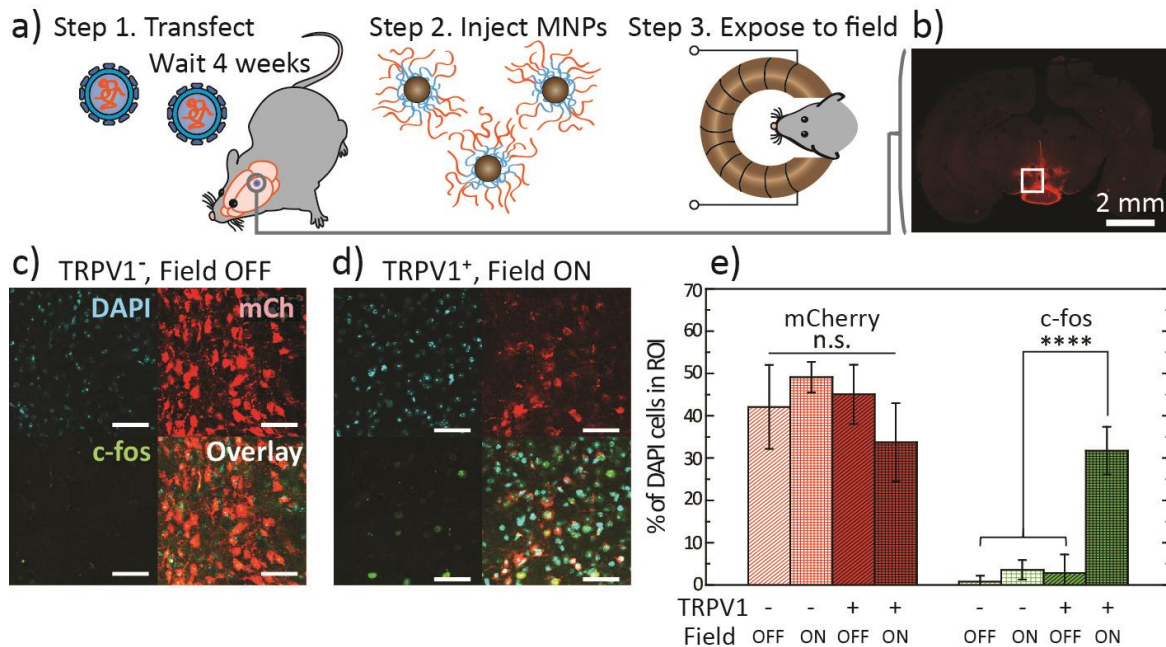 a) Step 1. Transfect
Wait 4 weeks
Step 2. Inject MNPs
Step 3. Expose to field
b)
2 mm
c) TRPV1⁻, Field OFF
DAPI
mCh
c-fos
Overlay
d) TRPV1⁺, Field ON
e)
% of DAPI cells in ROI
70
60
50
40
30
20
10
0
mCherry
n.s.
c-fos
****
TRPV1 - - + + - - + +
Field OFF ON OFF ON OFF ON OFF ON